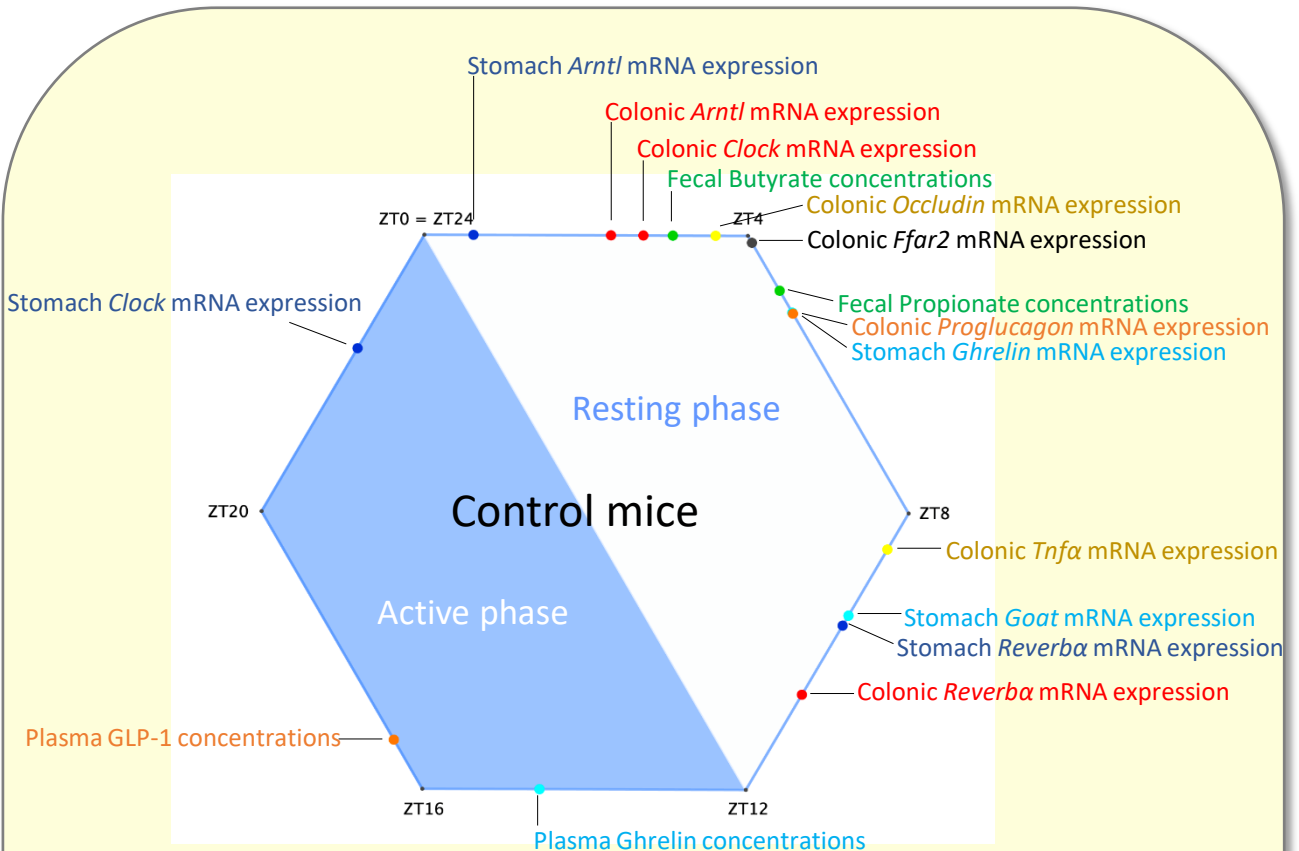 Stomach Arntl mRNA expression
Colonic Arntl mRNA expression
Colonic Clock mRNA expression
Fecal Butyrate concentrations
Colonic Occludin mRNA expression
ZT0 = ZT24
ZT4
Colonic Ffar2 mRNA expression
Stomach Clock mRNA expression
Fecal Propionate concentrations
Colonic Proglucagon mRNA expression
Stomach Ghrelin mRNA expression
Resting phase
Control mice
ZT20
ZT8
Colonic Tnfα mRNA expression
Active phase
Stomach Goat mRNA expression
Stomach Reverbα mRNA expression
Colonic Reverbα mRNA expression
Plasma GLP-1 concentrations
ZT16
ZT12
Plasma Ghrelin concentrations